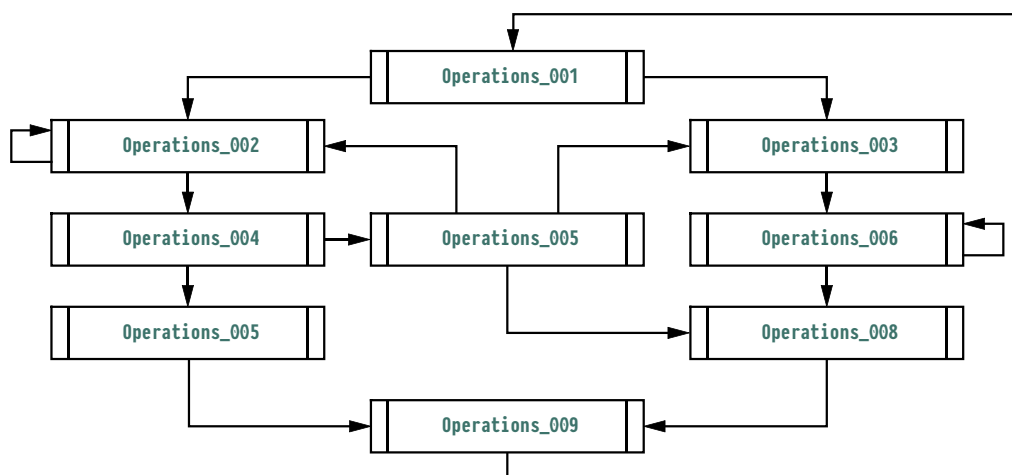 Operations_001
Operations_002
Operations_003
Operations_004
Operations_005
Operations_006
Operations_005
Operations_008
Operations_009